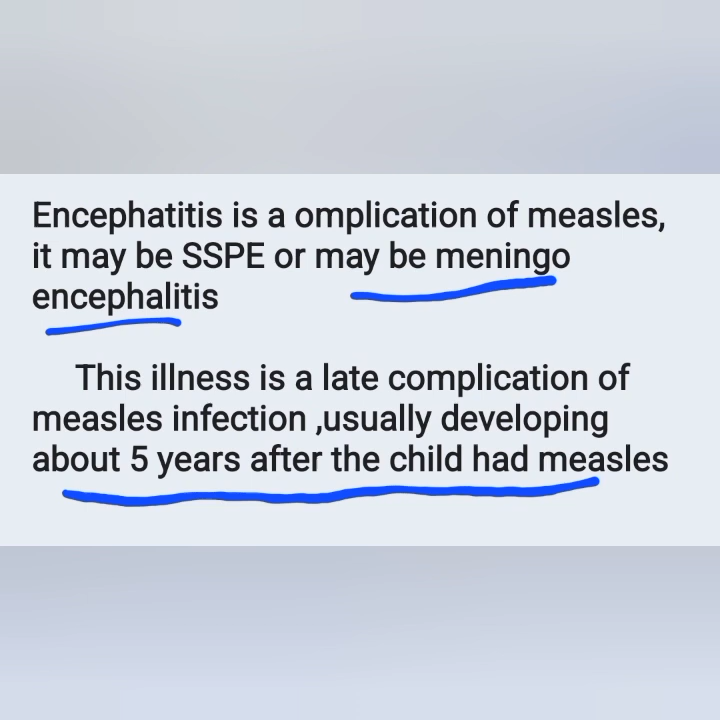 Encephatitis is a omplication of measles,
it may be SSPE or may be meningo
encephalitis
This illness is a late complication of
measles infection ,usually developing
about 5 years after the child had measles